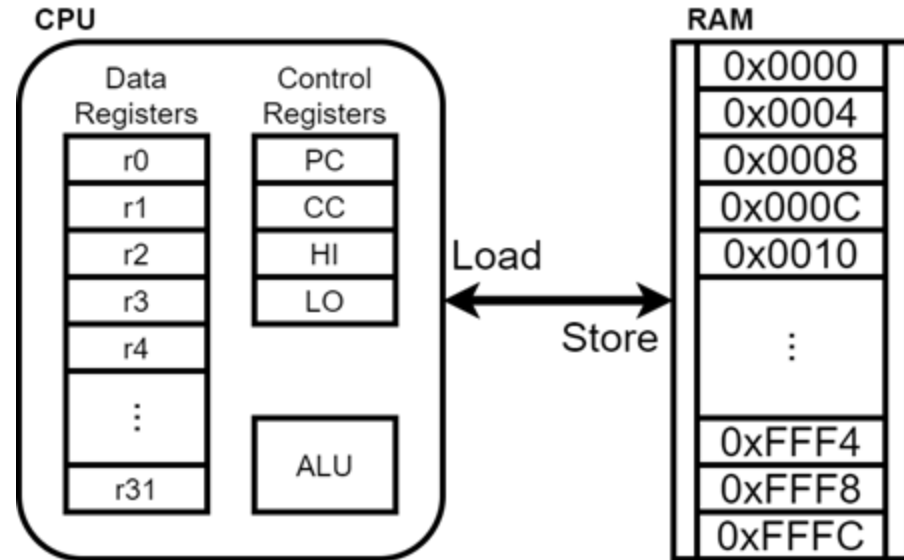 CPU
Data
Registers
r0
r1
r2
r3
r4
⋮
r31
Control
Registers
PC
CC
HI
LO
ALU
Load
Store
RAM
0x0000
0x0004
0x0008
0x000C
0x0010
⋮
0xFFF4
0xFFF8
0xFFFC